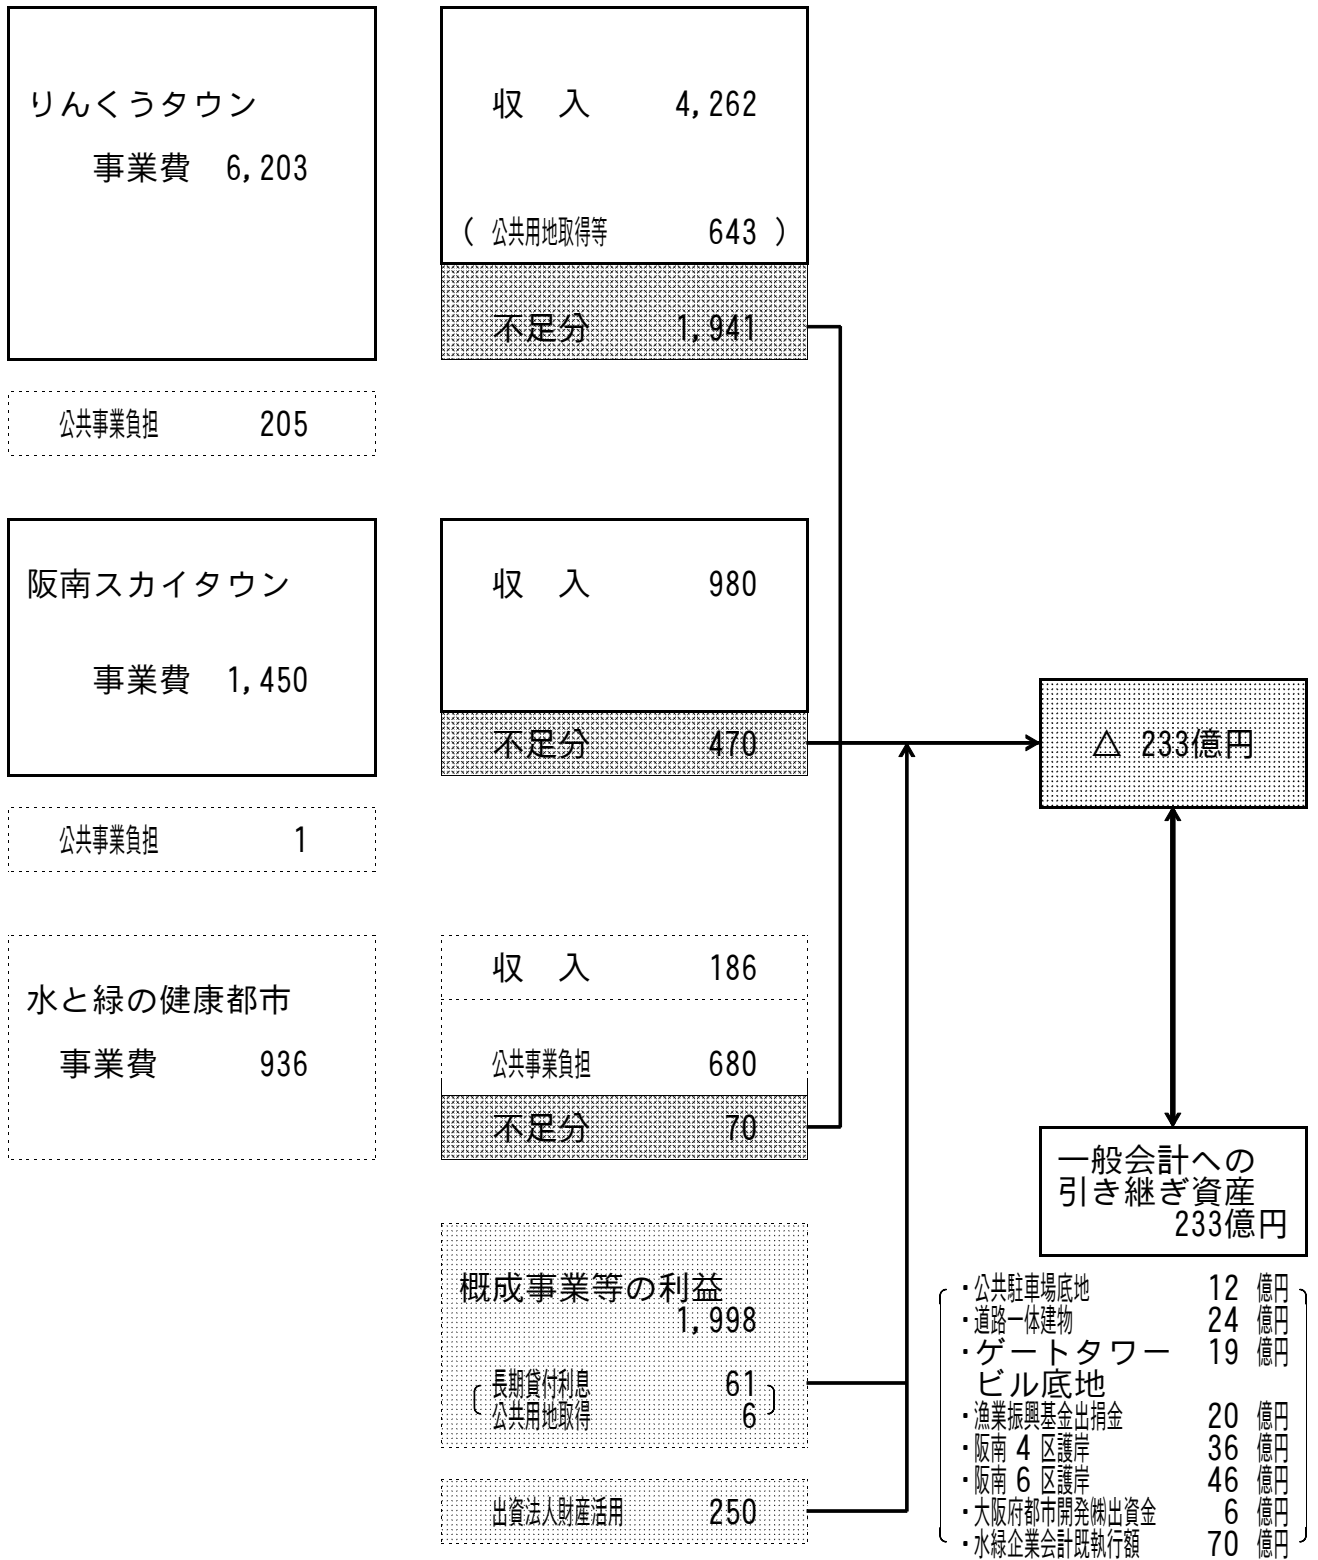 りんくうタウン
事業費 6,203
収 入 4,262
( 公共用地取得等 643 )
不足分 1,941
公共事業負担 205
阪南スカイタウン
事業費 1,450
収 入 980
不足分 470
公共事業負担 1
△ 233億円
水と緑の健康都市
事業費 936
収 入 186
公共事業負担 680
不足分 70
一般会計への
引き継ぎ資産
233億円
概成事業等の利益
1,998
長期貸付利息 61
公共用地取得 6
出資法人財産活用 250
・公共駐車場底地 12 億円
・道路一体建物 24 億円
・ゲートタワー 19 億円
ビル底地
・漁業振興基金出捐金 20 億円
・阪南 4 区護岸 36 億円
・阪南 6 区護岸 46 億円
・大阪府都市開発㈱出資金 6 億円
・水緑企業会計既執行額 70 億円